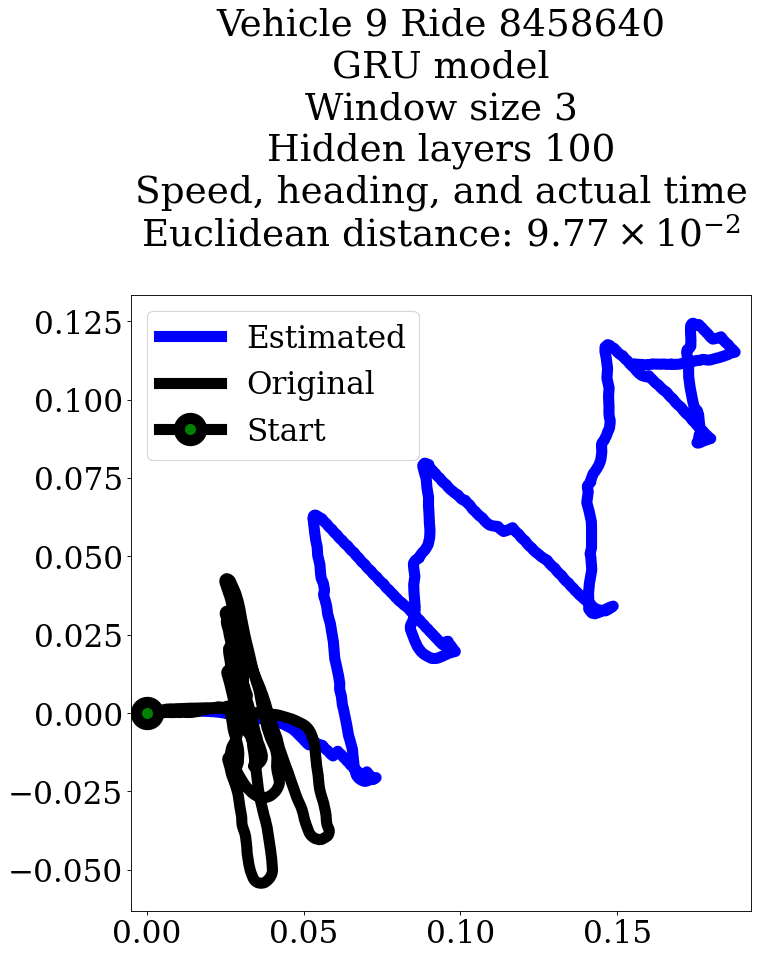 Vehicle 9 Ride 8458640
GRU model
Window size 3
Hidden layers 100
Speed, heading, and actual time
Euclidean distance: 9.77 × 10⁻²
Estimated
Original
Start
0.125
0.100
0.075
0.050
0.025
0.000
−0.025
−0.050
0.00 0.05 0.10 0.15